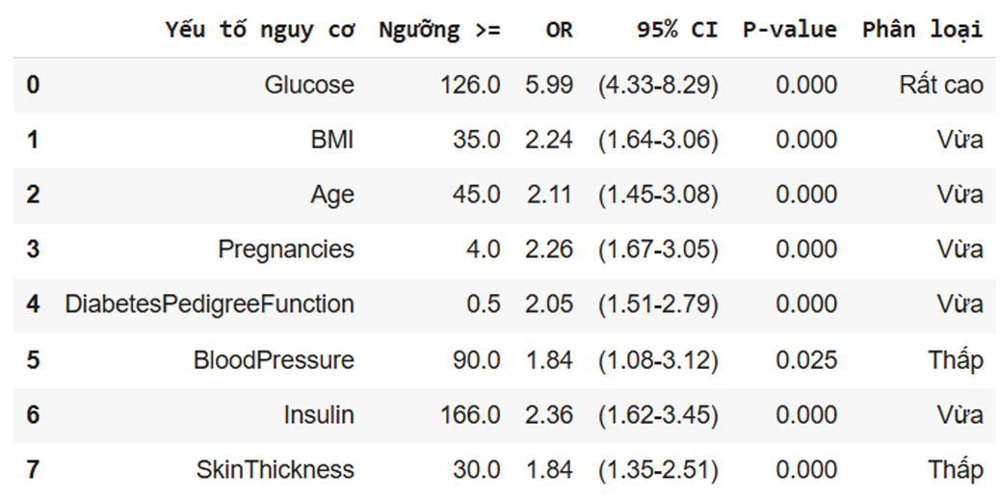 Yếu tố nguy cơ Ngưỡng >= OR 95% CI P-value Phân loại
0 Glucose 126.0 5.99 (4.33-8.29) 0.000 Rất cao
1 BMI 35.0 2.24 (1.64-3.06) 0.000 Vừa
2 Age 45.0 2.11 (1.45-3.08) 0.000 Vừa
3 Pregnancies 4.0 2.26 (1.67-3.05) 0.000 Vừa
4 DiabetesPedigreeFunction 0.5 2.05 (1.51-2.79) 0.000 Vừa
5 BloodPressure 90.0 1.84 (1.08-3.12) 0.025 Thấp
6 Insulin 166.0 2.36 (1.62-3.45) 0.000 Vừa
7 SkinThickness 30.0 1.84 (1.35-2.51) 0.000 Thấp